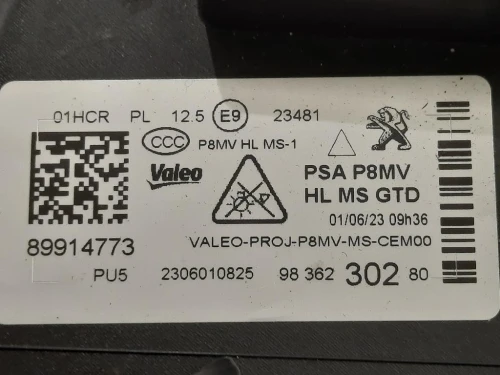 01HCR PL 12.5 E9 23481
CCC P8MV HL MS-1
Valeo
PSA P8MV
HL MS GTD
01/06/23 09h36
89914773
VALEO-PROJ-P8MV-MS-CEM00
PU5 2306010825 98 362 302 80